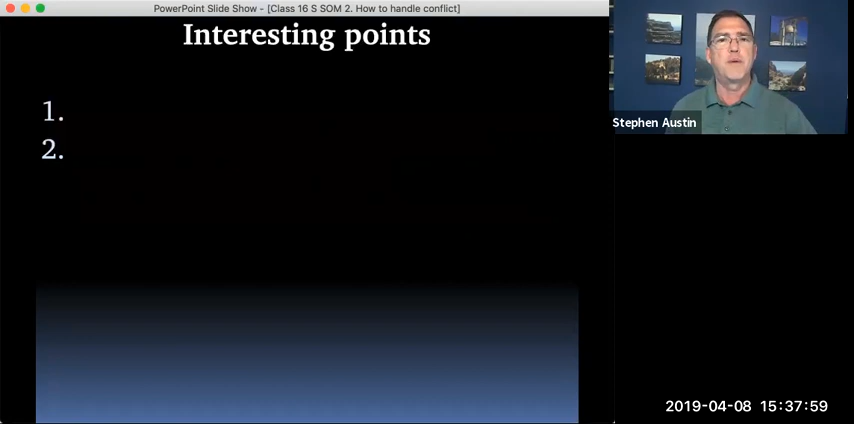 PowerPoint Slide Show - [Class 16 S SOM 2. How to handle conflict]
Interesting points
1.
2.
Stephen Austin
2019-04-08 15:37:59